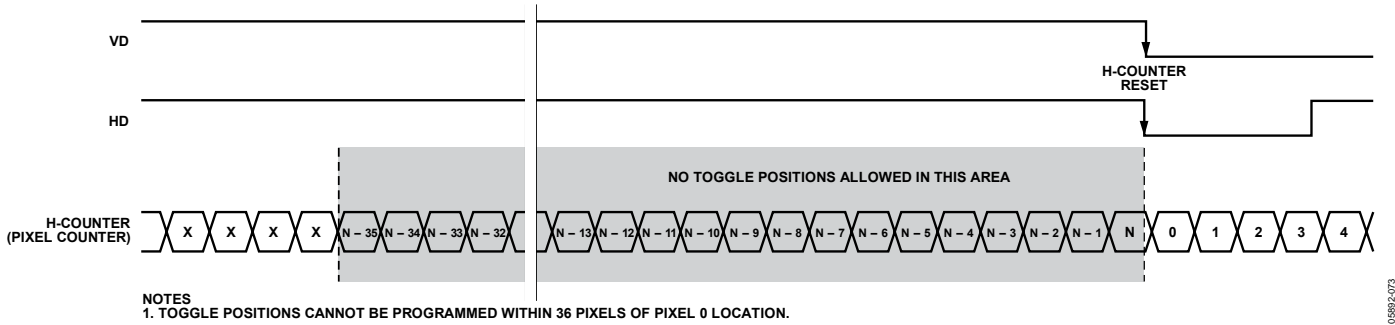 VD
H-COUNTER
RESET
HD
NO TOGGLE POSITIONS ALLOWED IN THIS AREA
H-COUNTER
(PIXEL COUNTER)
X X X X N – 35 N – 34 N – 33 N – 32 N – 13 N – 12 N – 11 N – 10 N – 9 N – 8 N – 7 N – 6 N – 5 N – 4 N – 3 N – 2 N – 1 N 0 1 2 3 4
NOTES
1. TOGGLE POSITIONS CANNOT BE PROGRAMMED WITHIN 36 PIXELS OF PIXEL 0 LOCATION.
05892-073